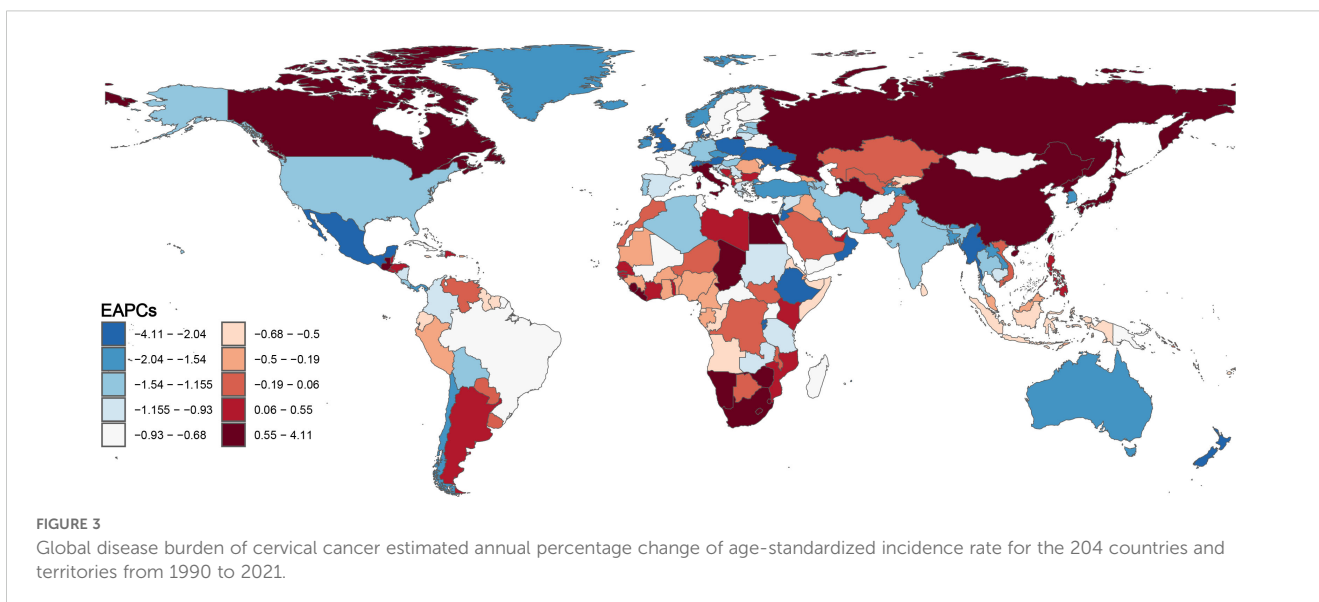 EAPCs
−4.11 − −2.04
−2.04 − −1.54
−1.54 − −1.155
−1.155 − −0.93
−0.93 − −0.68
−0.68 − −0.5
−0.5 − −0.19
−0.19 − 0.06
0.06 − 0.55
0.55 − 4.11
FIGURE 3
Global disease burden of cervical cancer estimated annual percentage change of age-standardized incidence rate for the 204 countries and
territories from 1990 to 2021.